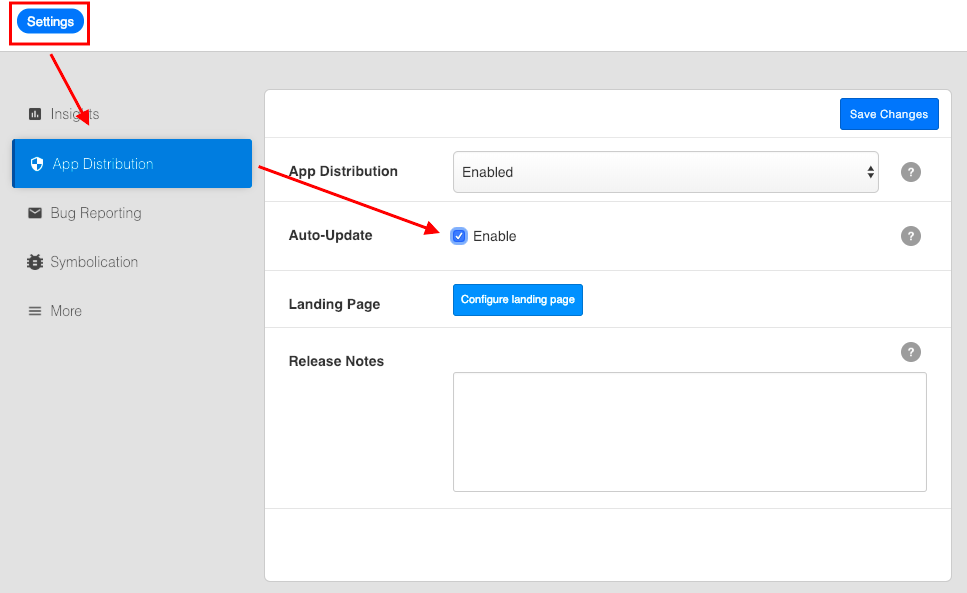 Settings
Insights
App Distribution
Bug Reporting
Symbolication
More
Save Changes
App Distribution
Enabled
?
Auto-Update
Enable
?
Landing Page
Configure landing page
Release Notes
?